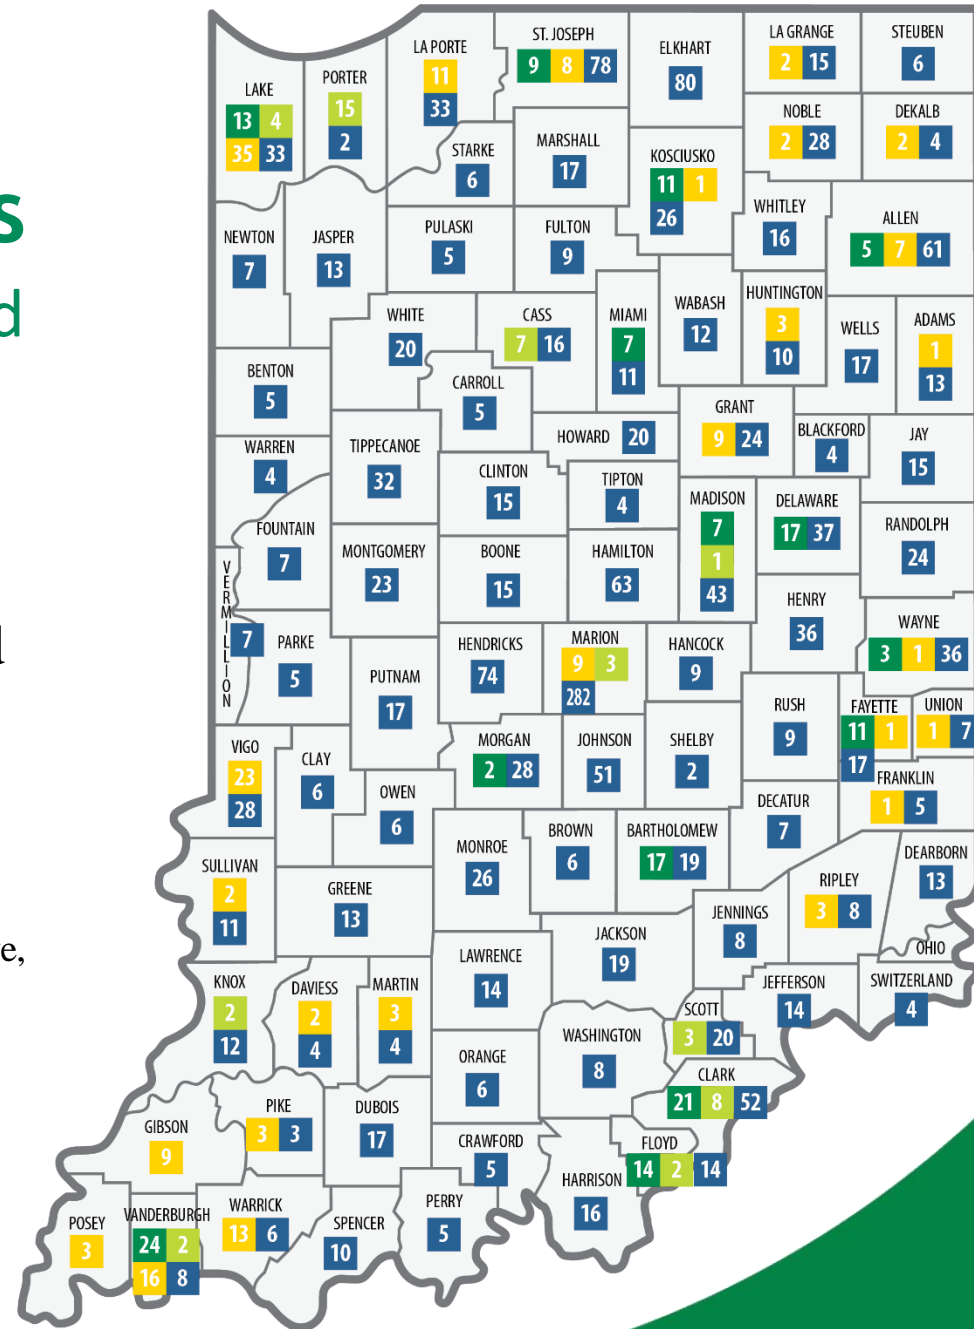 s
d
d
e,
LAKE
13 4
35 33
PORTER
15
2
LA PORTE
11
33
ST. JOSEPH
9 8 78
ELKHART
80
LA GRANGE
2 15
STEUBEN
6
NOBLE
2 28
DEKALB
2 4
STARKE
6
MARSHALL
17
KOSCIUSKO
11 1
26
WHITLEY
16
ALLEN
5 7 61
NEWTON
7
JASPER
13
PULASKI
5
FULTON
9
WHITE
20
CASS
7 16
MIAMI
7
11
WABASH
12
HUNTINGTON
3
10
WELLS
17
ADAMS
1
13
BENTON
5
CARROLL
5
GRANT
9 24
BLACKFORD
4
JAY
15
WARREN
4
TIPPECANOE
32
HOWARD 20
CLINTON
15
TIPTON
4
MADISON
7
1
43
DELAWARE
17 37
RANDOLPH
24
FOUNTAIN
7
MONTGOMERY
23
BOONE
15
HAMILTON
63
HENRY
36
WAYNE
3 1 36
VERMILLION
7
PARKE
5
PUTNAM
17
HENDRICKS
74
MARION
9 3
282
HANCOCK
9
RUSH
9
FAYETTE
11 1
17
UNION
1 7
VIGO
23
28
CLAY
6
OWEN
6
MORGAN
2 28
JOHNSON
51
SHELBY
2
DECATUR
7
FRANKLIN
1 5
SULLIVAN
2
11
GREENE
13
MONROE
26
BROWN
6
BARTHOLOMEW
17 19
JENNINGS
8
RIPLEY
3 8
DEARBORN
13
OHIO
KNOX
2
12
DAVIESS
2
4
MARTIN
3
4
LAWRENCE
14
JACKSON
19
JEFFERSON
14
SWITZERLAND
4
SCOTT
3 20
WASHINGTON
8
ORANGE
6
CLARK
21 8 52
GIBSON
9
PIKE
3 3
DUBOIS
17
CRAWFORD
5
FLOYD
14 2 14
HARRISON
16
POSEY
3
VANDERBURGH
24 2
16 8
WARRICK
13 6
SPENCER
10
PERRY
5